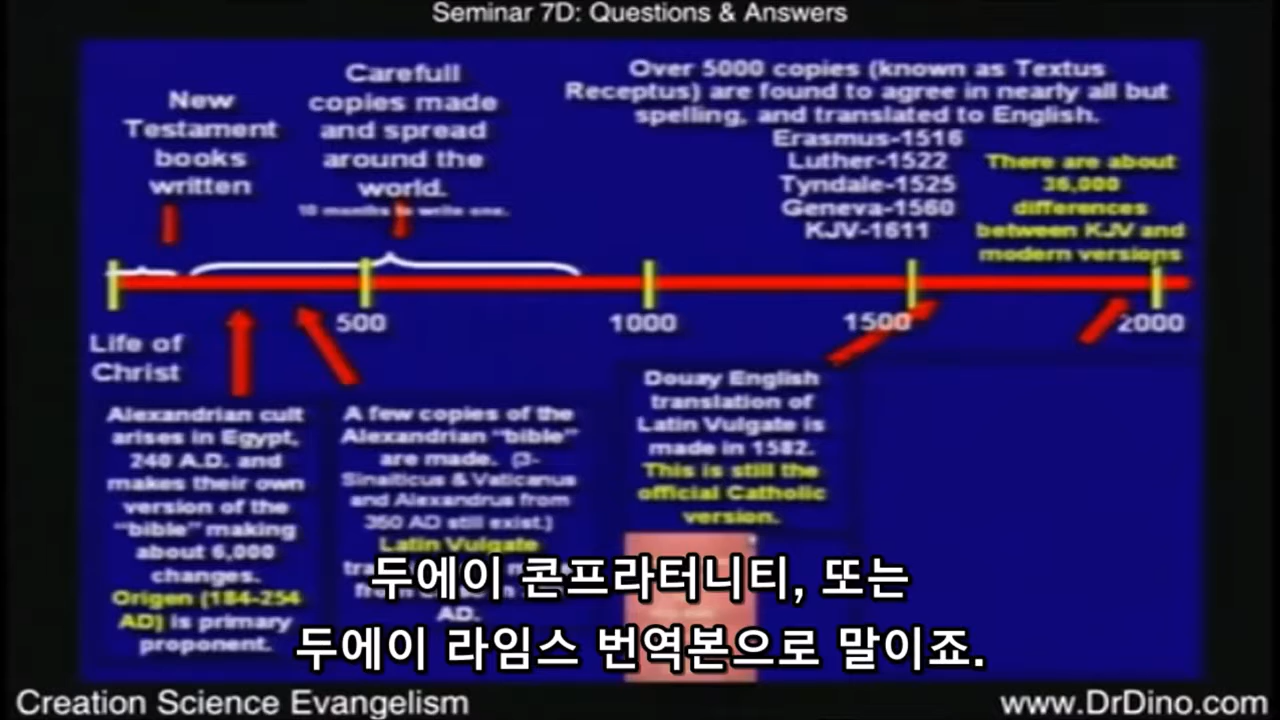 Seminar 7D: Questions & Answers
New
Testament
books
written
Carefull
copies made
and spread
around the
world.
10 months to write one.
Over 5000 copies (known as Textus
Receptus) are found to agree in nearly all but
spelling, and translated to English.
Erasmus-1516
Luther-1522
Tyndale-1525
Geneva-1560
KJV-1611
There are about
36,000
differences
between KJV and
modern versions
500
1000
1500
2000
Life of
Christ
Alexandrian cult
arises in Egypt,
240 A.D. and
makes their own
version of the
"bible" making
about 6,000
changes.
Origen (184-254
AD) is primary
proponent.
A few copies of the
Alexandrian "bible"
are made. (3-
Sinaiticus & Vaticanus
and Alexandrus from
350 AD still exist.)
Latin Vulgate
AD.
Douay English
translation of
Latin Vulgate is
made in 1582.
This is still the
official Catholic
version.
두에이 콘프라터니티, 또는
두에이 라임스 번역본으로 말이죠.
Creation Science Evangelism
www.DrDino.com